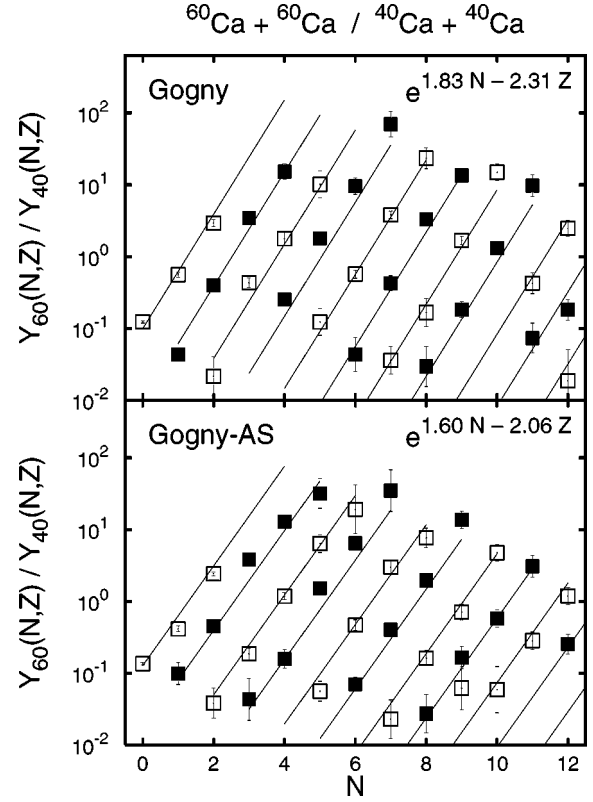 ⁶⁰Ca + ⁶⁰Ca / ⁴⁰Ca + ⁴⁰Ca
Gogny
e^1.83 N – 2.31 Z
Y₆₀(N,Z) / Y₄₀(N,Z)
10²
10¹
10⁰
10⁻¹
10⁻²
Gogny-AS
e^1.60 N – 2.06 Z
Y₆₀(N,Z) / Y₄₀(N,Z)
10²
10¹
10⁰
10⁻¹
10⁻²
0 2 4 6 8 10 12
N